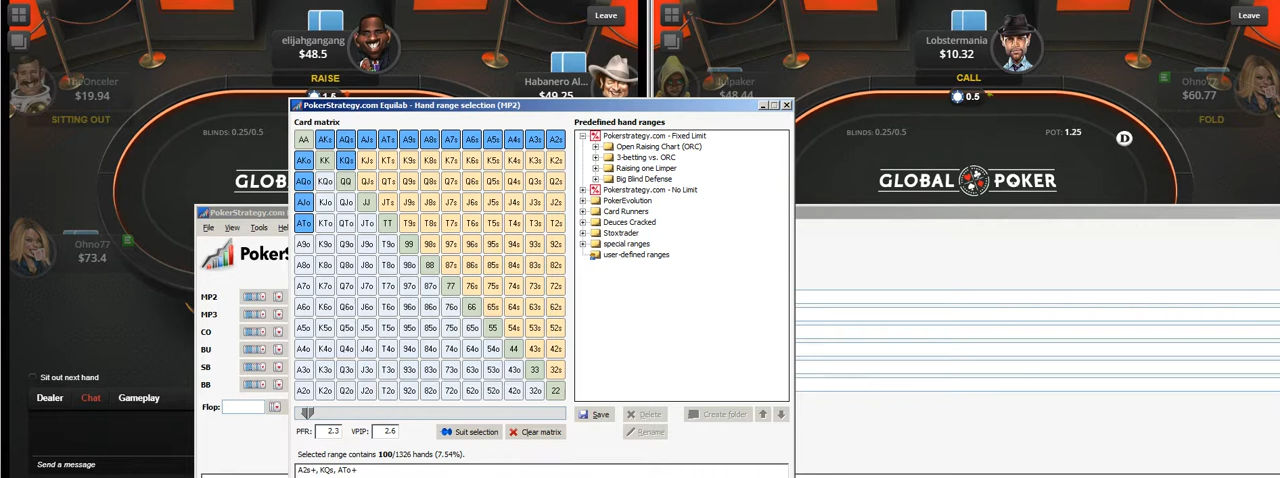 Leave
Leave
elijahgangang
$48.5
Lobstermania
$10.32
RAISE
CALL
TheOnceler
$19.94
Habanero Al...
$49.25
$48.44
Ohno77
$60.77
SITTING OUT
0.5
FOLD
PokerStrategy.com Equilab - Hand range selection (MP2)
Card matrix
Predefined hand ranges
AA AKs AQs AJs ATs A9s A8s A7s A6s A5s A4s A3s A2s
AKo KK KQs KJs KTs K9s K8s K7s K6s K5s K4s K3s K2s
AQo KQo QQ QJs QTs Q9s Q8s Q7s Q6s Q5s Q4s Q3s Q2s
AJo KJo QJo JJ JTs J9s J8s J7s J6s J5s J4s J3s J2s
ATo KTo QTo JTo TT T9s T8s T7s T6s T5s T4s T3s T2s
A9o K9o Q9o J9o T9o 99 98s 97s 96s 95s 94s 93s 92s
A8o K8o Q8o J8o T8o 98o 88 87s 86s 85s 84s 83s 82s
A7o K7o Q7o J7o T7o 97o 87o 77 76s 75s 74s 73s 72s
A6o K6o Q6o J6o T6o 96o 86o 76o 66 65s 64s 63s 62s
A5o K5o Q5o J5o T5o 95o 85o 75o 65o 55 54s 53s 52s
A4o K4o Q4o J4o T4o 94o 84o 74o 64o 54o 44 43s 42s
A3o K3o Q3o J3o T3o 93o 83o 73o 63o 53o 43o 33 32s
A2o K2o Q2o J2o T2o 92o 82o 72o 62o 52o 42o 32o 22
Pokerstrategy.com - Fixed Limit
Open Raising Chart (ORC)
3-betting vs. ORC
Raising one Limper
Big Blind Defense
Pokerstrategy.com - No Limit
PokerEvolution
Card Runners
Deuces Cracked
Stoxtrader
special ranges
user-defined ranges
BLINDS: 0.25/0.5
BLINDS: 0.25/0.5
POT: 1.25
D
GLOBAL POKER
GLOB
PokerStrategy.com
File View Tools
PokerS
Ohno77
$73.4
MP2
MP3
CO
BU
SB
BB
Flop:
Sit out next hand
Dealer Chat Gameplay
Send a message
Save Delete Create folder
Rename
PFR: 2.3 VPIP: 2.6 Suit selection Clear matrix
Selected range contains 100/1326 hands (7.54%).
A2s+, KQs, ATo+